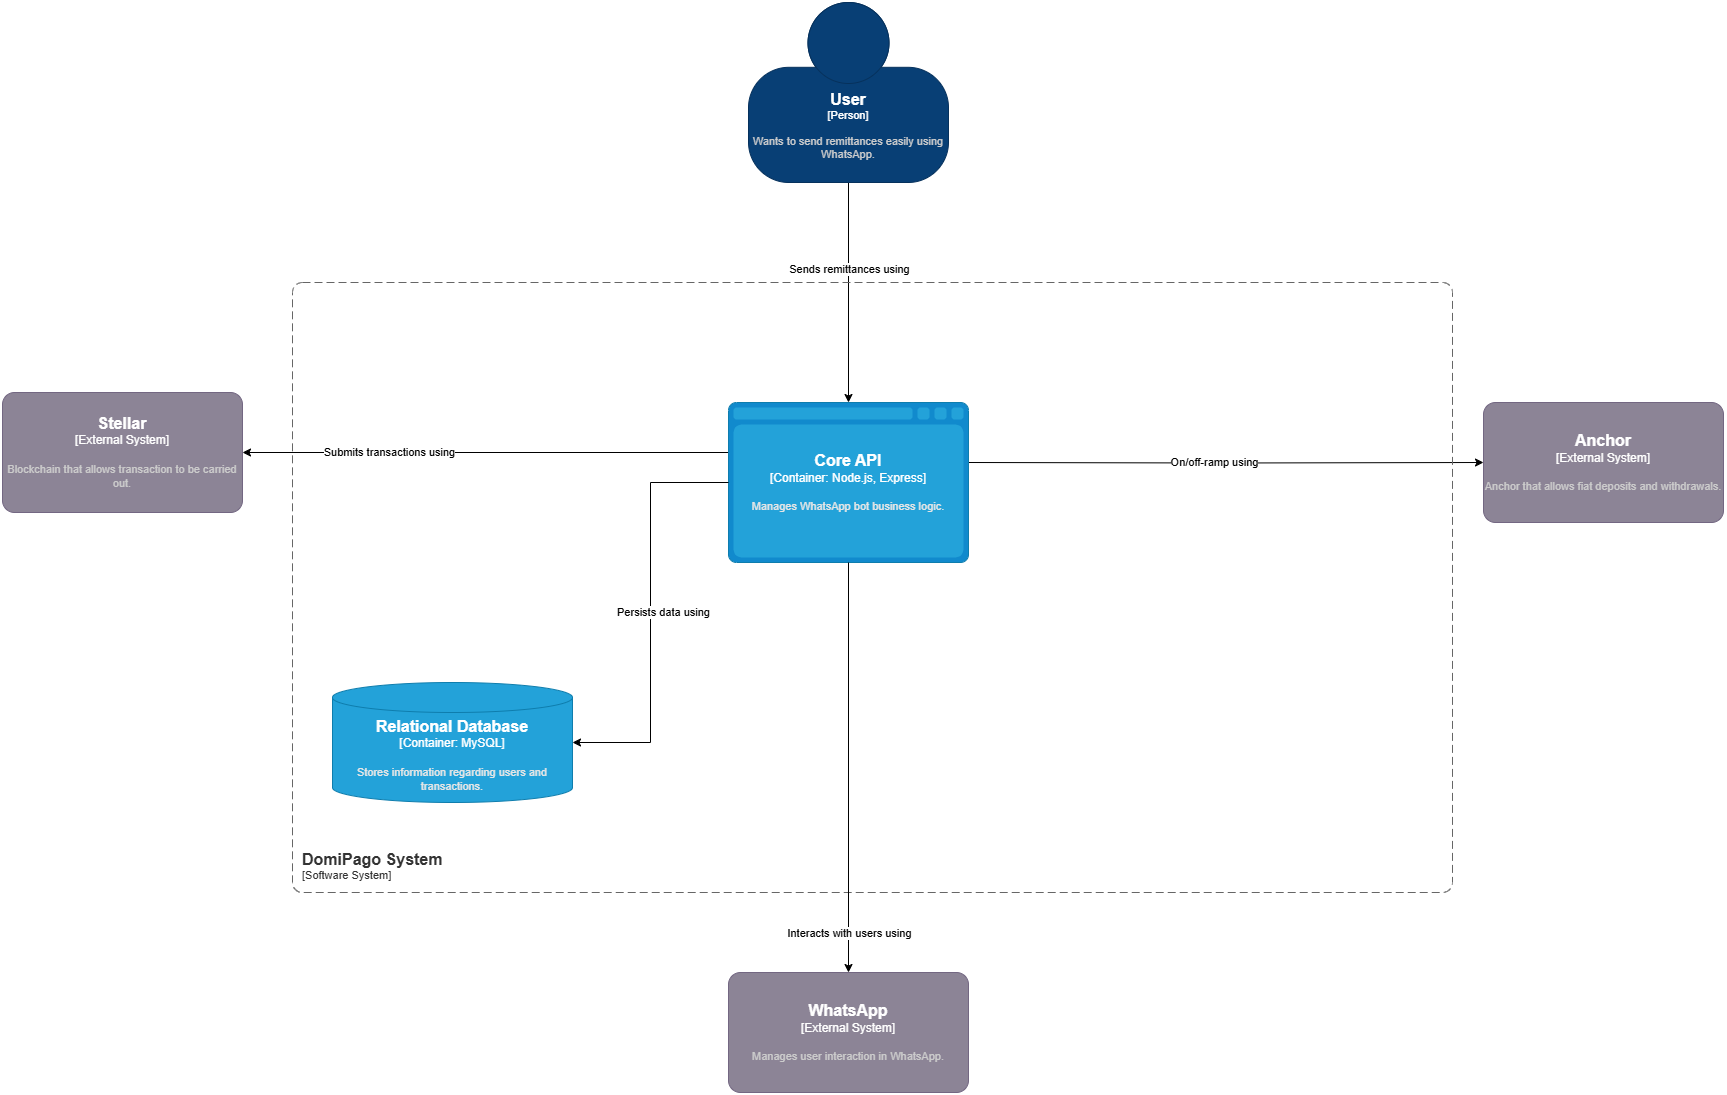 User
[Person]
Wants to send remittances easily using
WhatsApp.
Sends remittances using
Stellar
[External System]
Blockchain that allows transaction to be carried
out.
Submits transactions using
Core API
[Container: Node.js, Express]
Manages WhatsApp bot business logic.
On/off-ramp using
Anchor
[External System]
Anchor that allows fiat deposits and withdrawals.
Persists data using
Relational Database
[Container: MySQL]
Stores information regarding users and
transactions.
DomiPago System
[Software System]
Interacts with users using
WhatsApp
[External System]
Manages user interaction in WhatsApp.